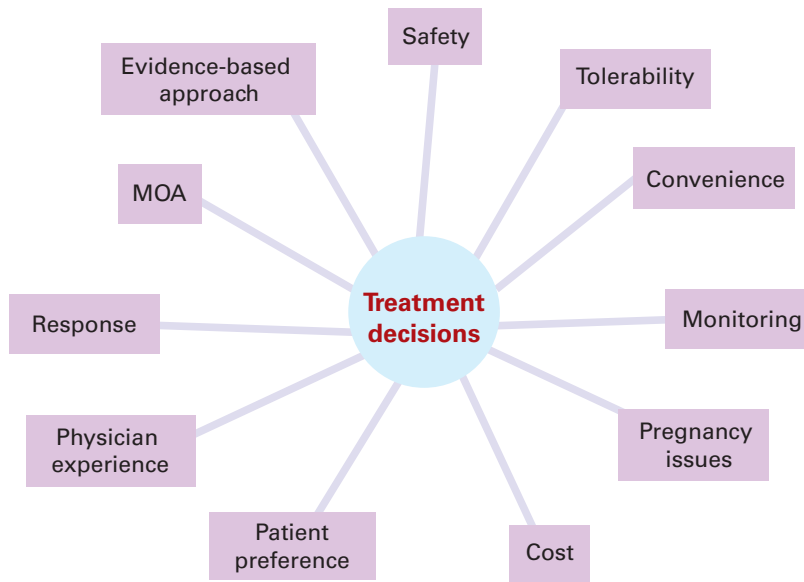 Safety
Evidence-based
approach
Tolerability
MOA
Convenience
Treatment
decisions
Response
Monitoring
Physician
experience
Pregnancy
issues
Patient
preference
Cost